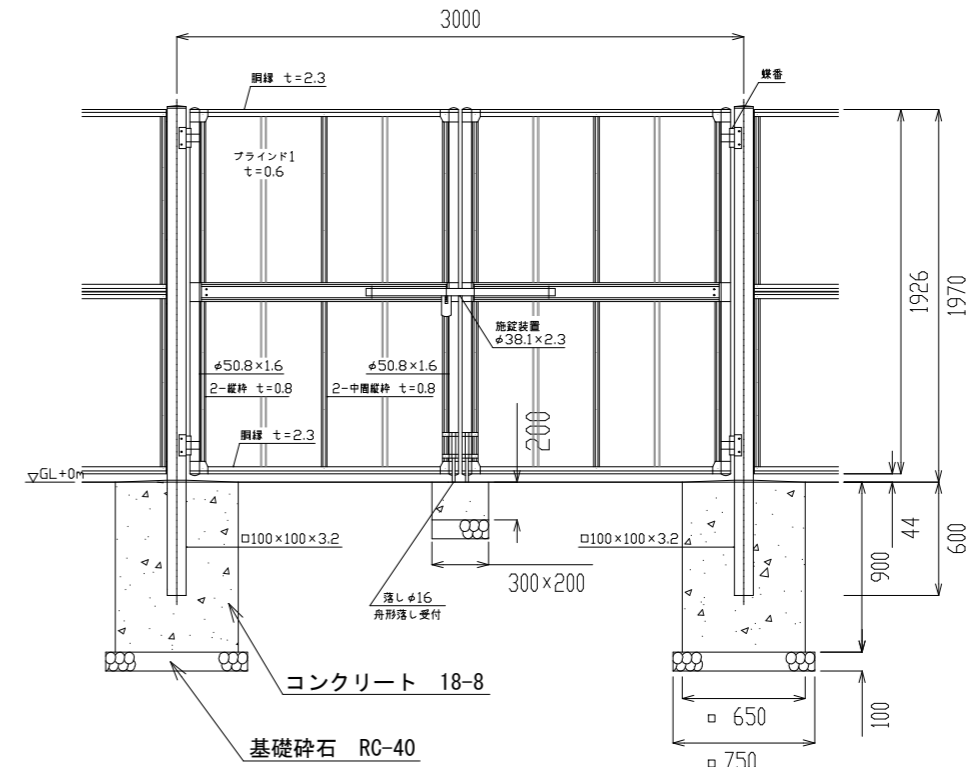 3000
胴縁 t=2.3
蝶番
ブラインド1
t=0.6
1926
1970
施錠装置
φ38.1×2.3
φ50.8×1.6
φ50.8×1.6
2-縦枠 t=0.8
2-中間縦枠 t=0.8
200
胴縁 t=2.3
▽GL+0m
□100×100×3.2
□100×100×3.2
44
600
900
300×200
落しφ16
舟形落し受付
コンクリート 18-8
□ 650
100
基礎砕石 RC-40
□ 750